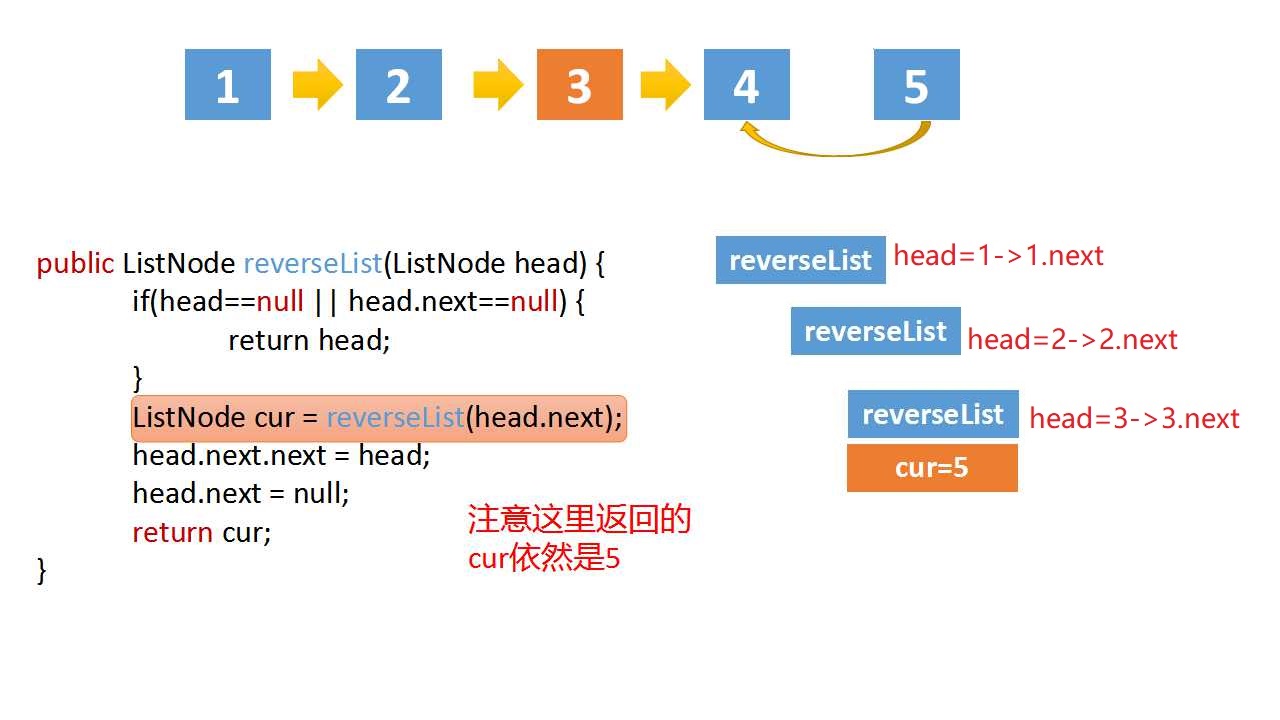 1 2 3 4 5
public ListNode reverseList(ListNode head) {
if(head==null || head.next==null) {
return head;
}
ListNode cur = reverseList(head.next);
head.next.next = head;
head.next = null;
return cur;
}
注意这里返回的
cur依然是5
reverseList head=1->1.next
reverseList head=2->2.next
reverseList head=3->3.next
cur=5